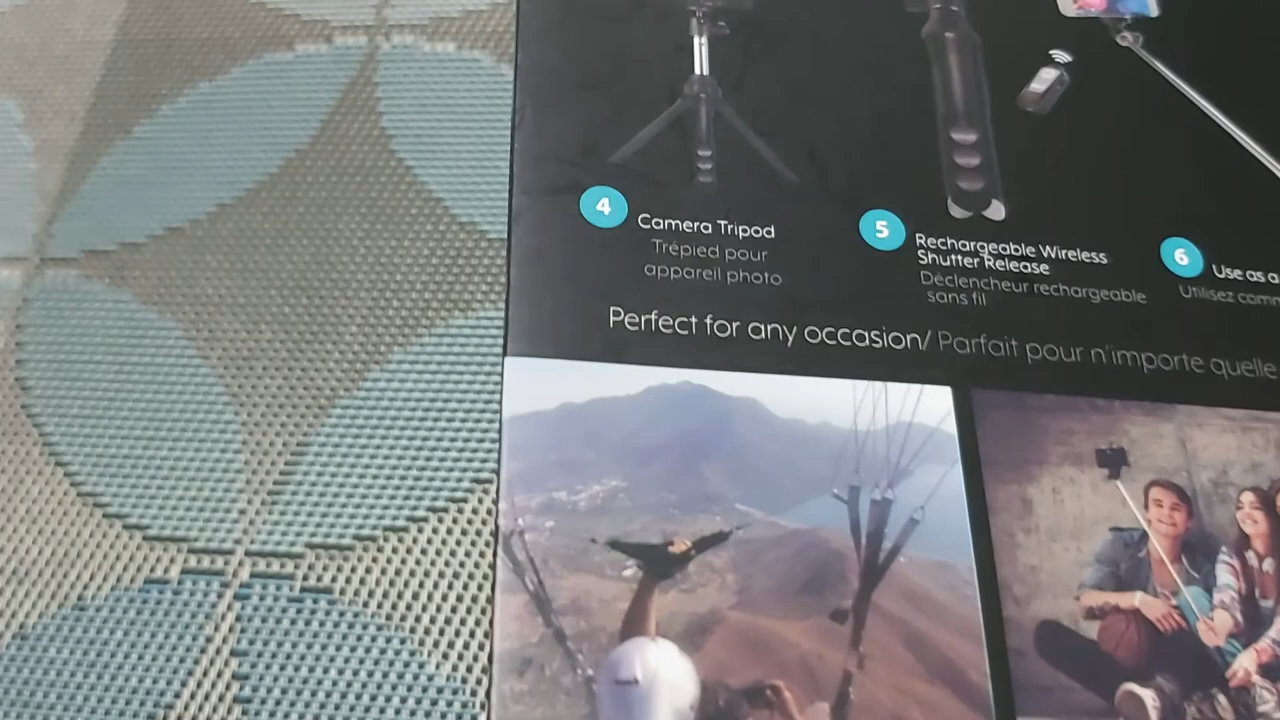 4
Camera Tripod
Trépied pour
appareil photo
5
Rechargeable Wireless
Shutter Release
Déclencheur rechargeable
sans fil
6
Use as a
Utilisez
Perfect for any occasion/ Parfait pour n'importe quelle